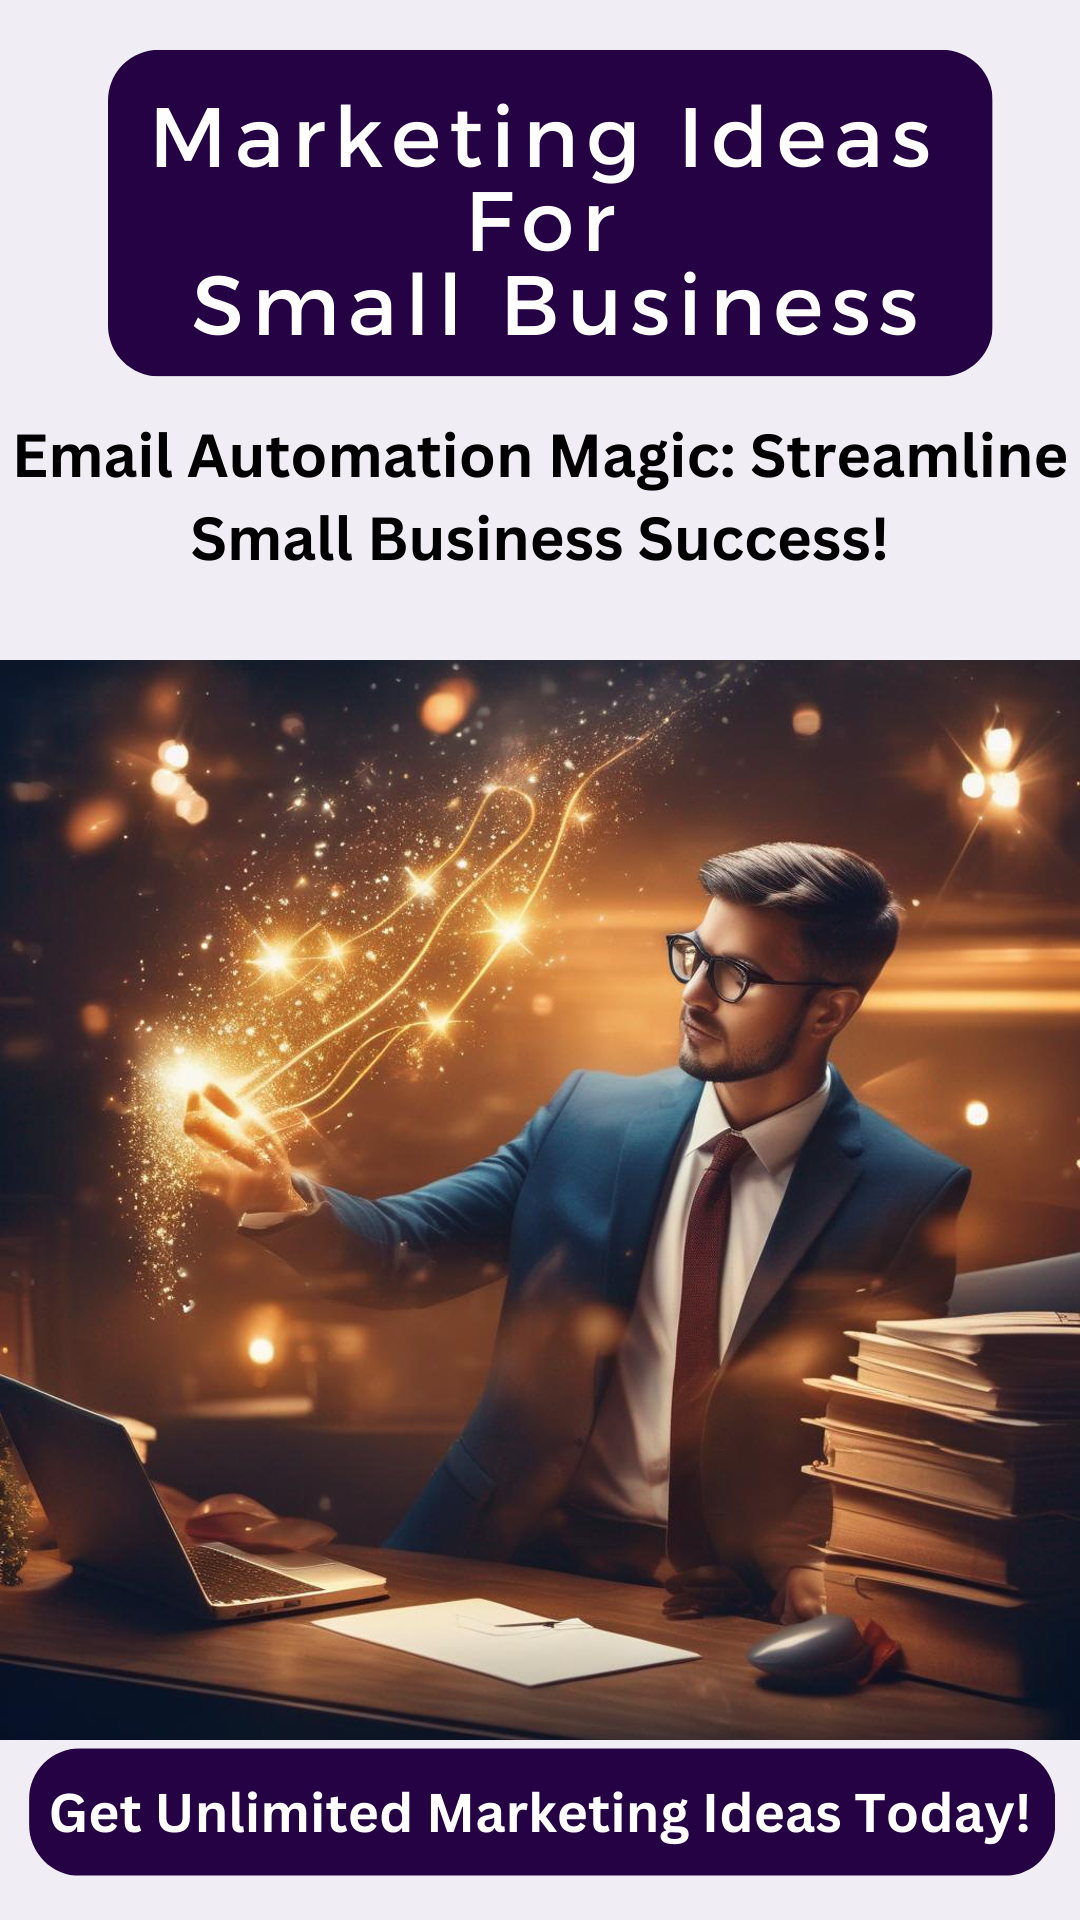 Marketing Ideas
For
Small Business
Email Automation Magic: Streamline
Small Business Success!
Get Unlimited Marketing Ideas Today!